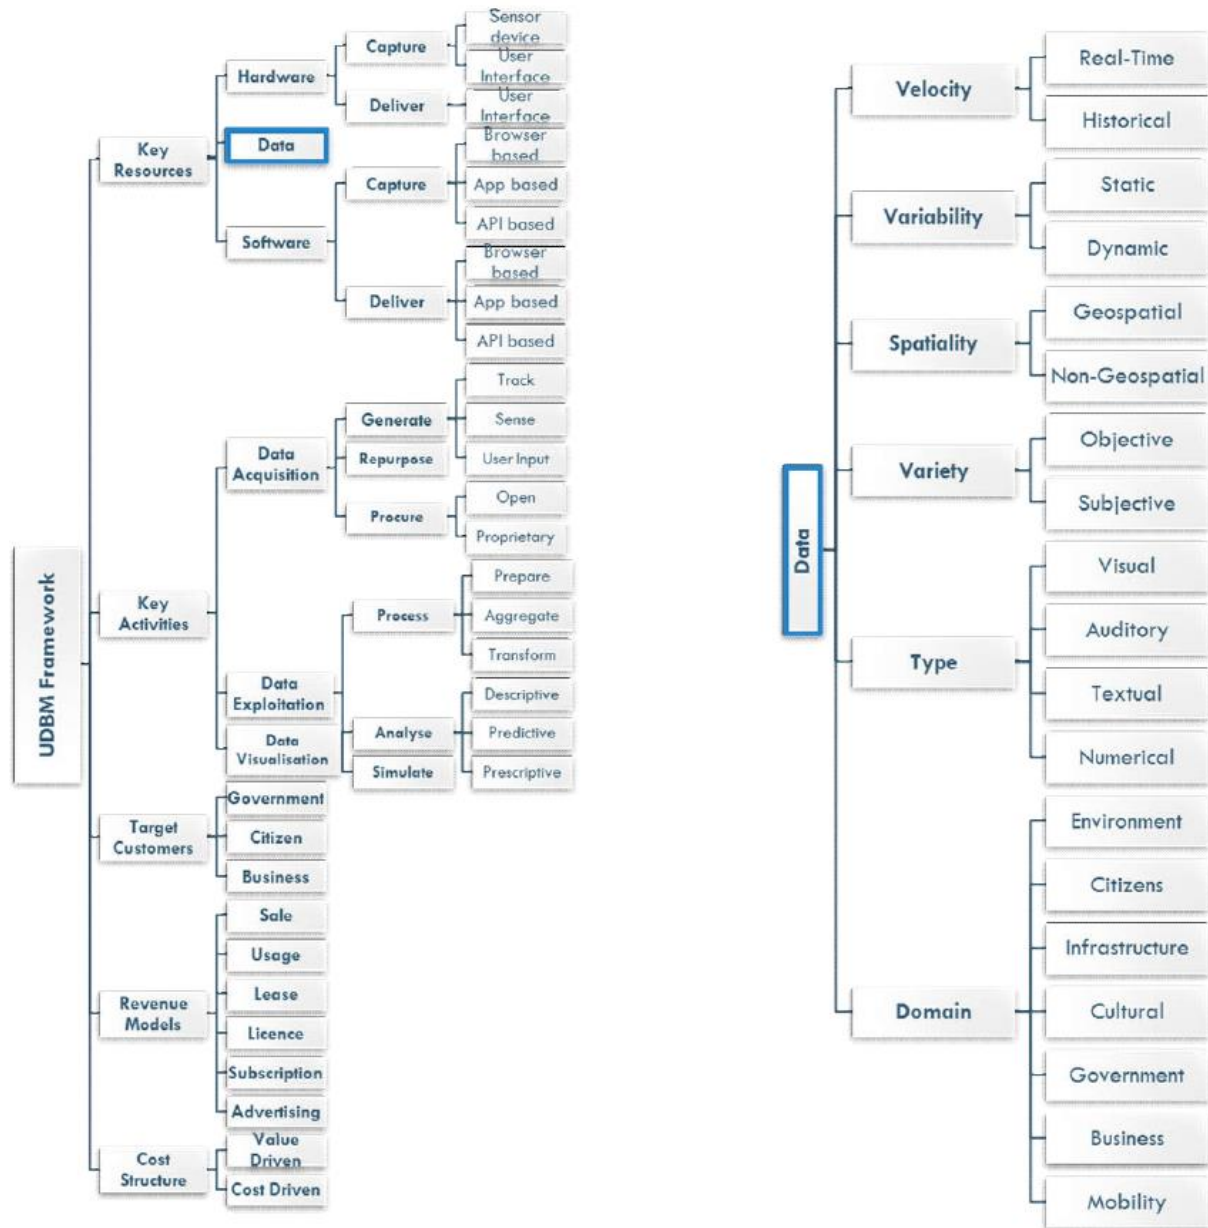 UDBM Framework
Key
Resources
Hardware
Capture
Sensor
device
User
Interface
Deliver
User
Interface
Data
Software
Capture
Browser
based
App based
API based
Deliver
Browser
based
App based
API based
Key
Activities
Data
Acquisition
Generate
Track
Sense
User Input
Repurpose
Procure
Open
Proprietary
Data
Exploitation
Process
Prepare
Aggregate
Transform
Analyse
Descriptive
Predictive
Prescriptive
Simulate
Data
Visualisation
Target
Customers
Government
Citizen
Business
Revenue
Models
Sale
Usage
Lease
Licence
Subscription
Advertising
Cost
Structure
Value
Driven
Cost Driven
Data
Velocity
Real-Time
Historical
Variability
Static
Dynamic
Spatiality
Geospatial
Non-Geospatial
Variety
Objective
Subjective
Type
Visual
Auditory
Textual
Numerical
Domain
Environment
Citizens
Infrastructure
Cultural
Government
Business
Mobility